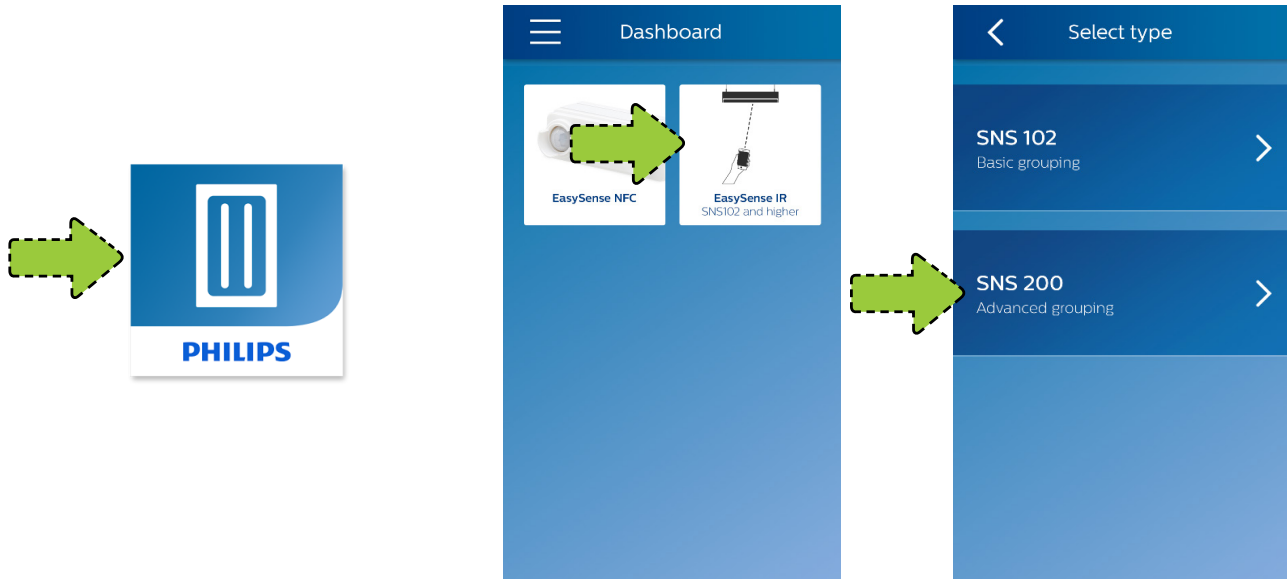 PHILIPS
Dashboard
EasySense NFC
EasySense IR
SNS102 and higher
Select type
SNS 102
Basic grouping
SNS 200
Advanced grouping